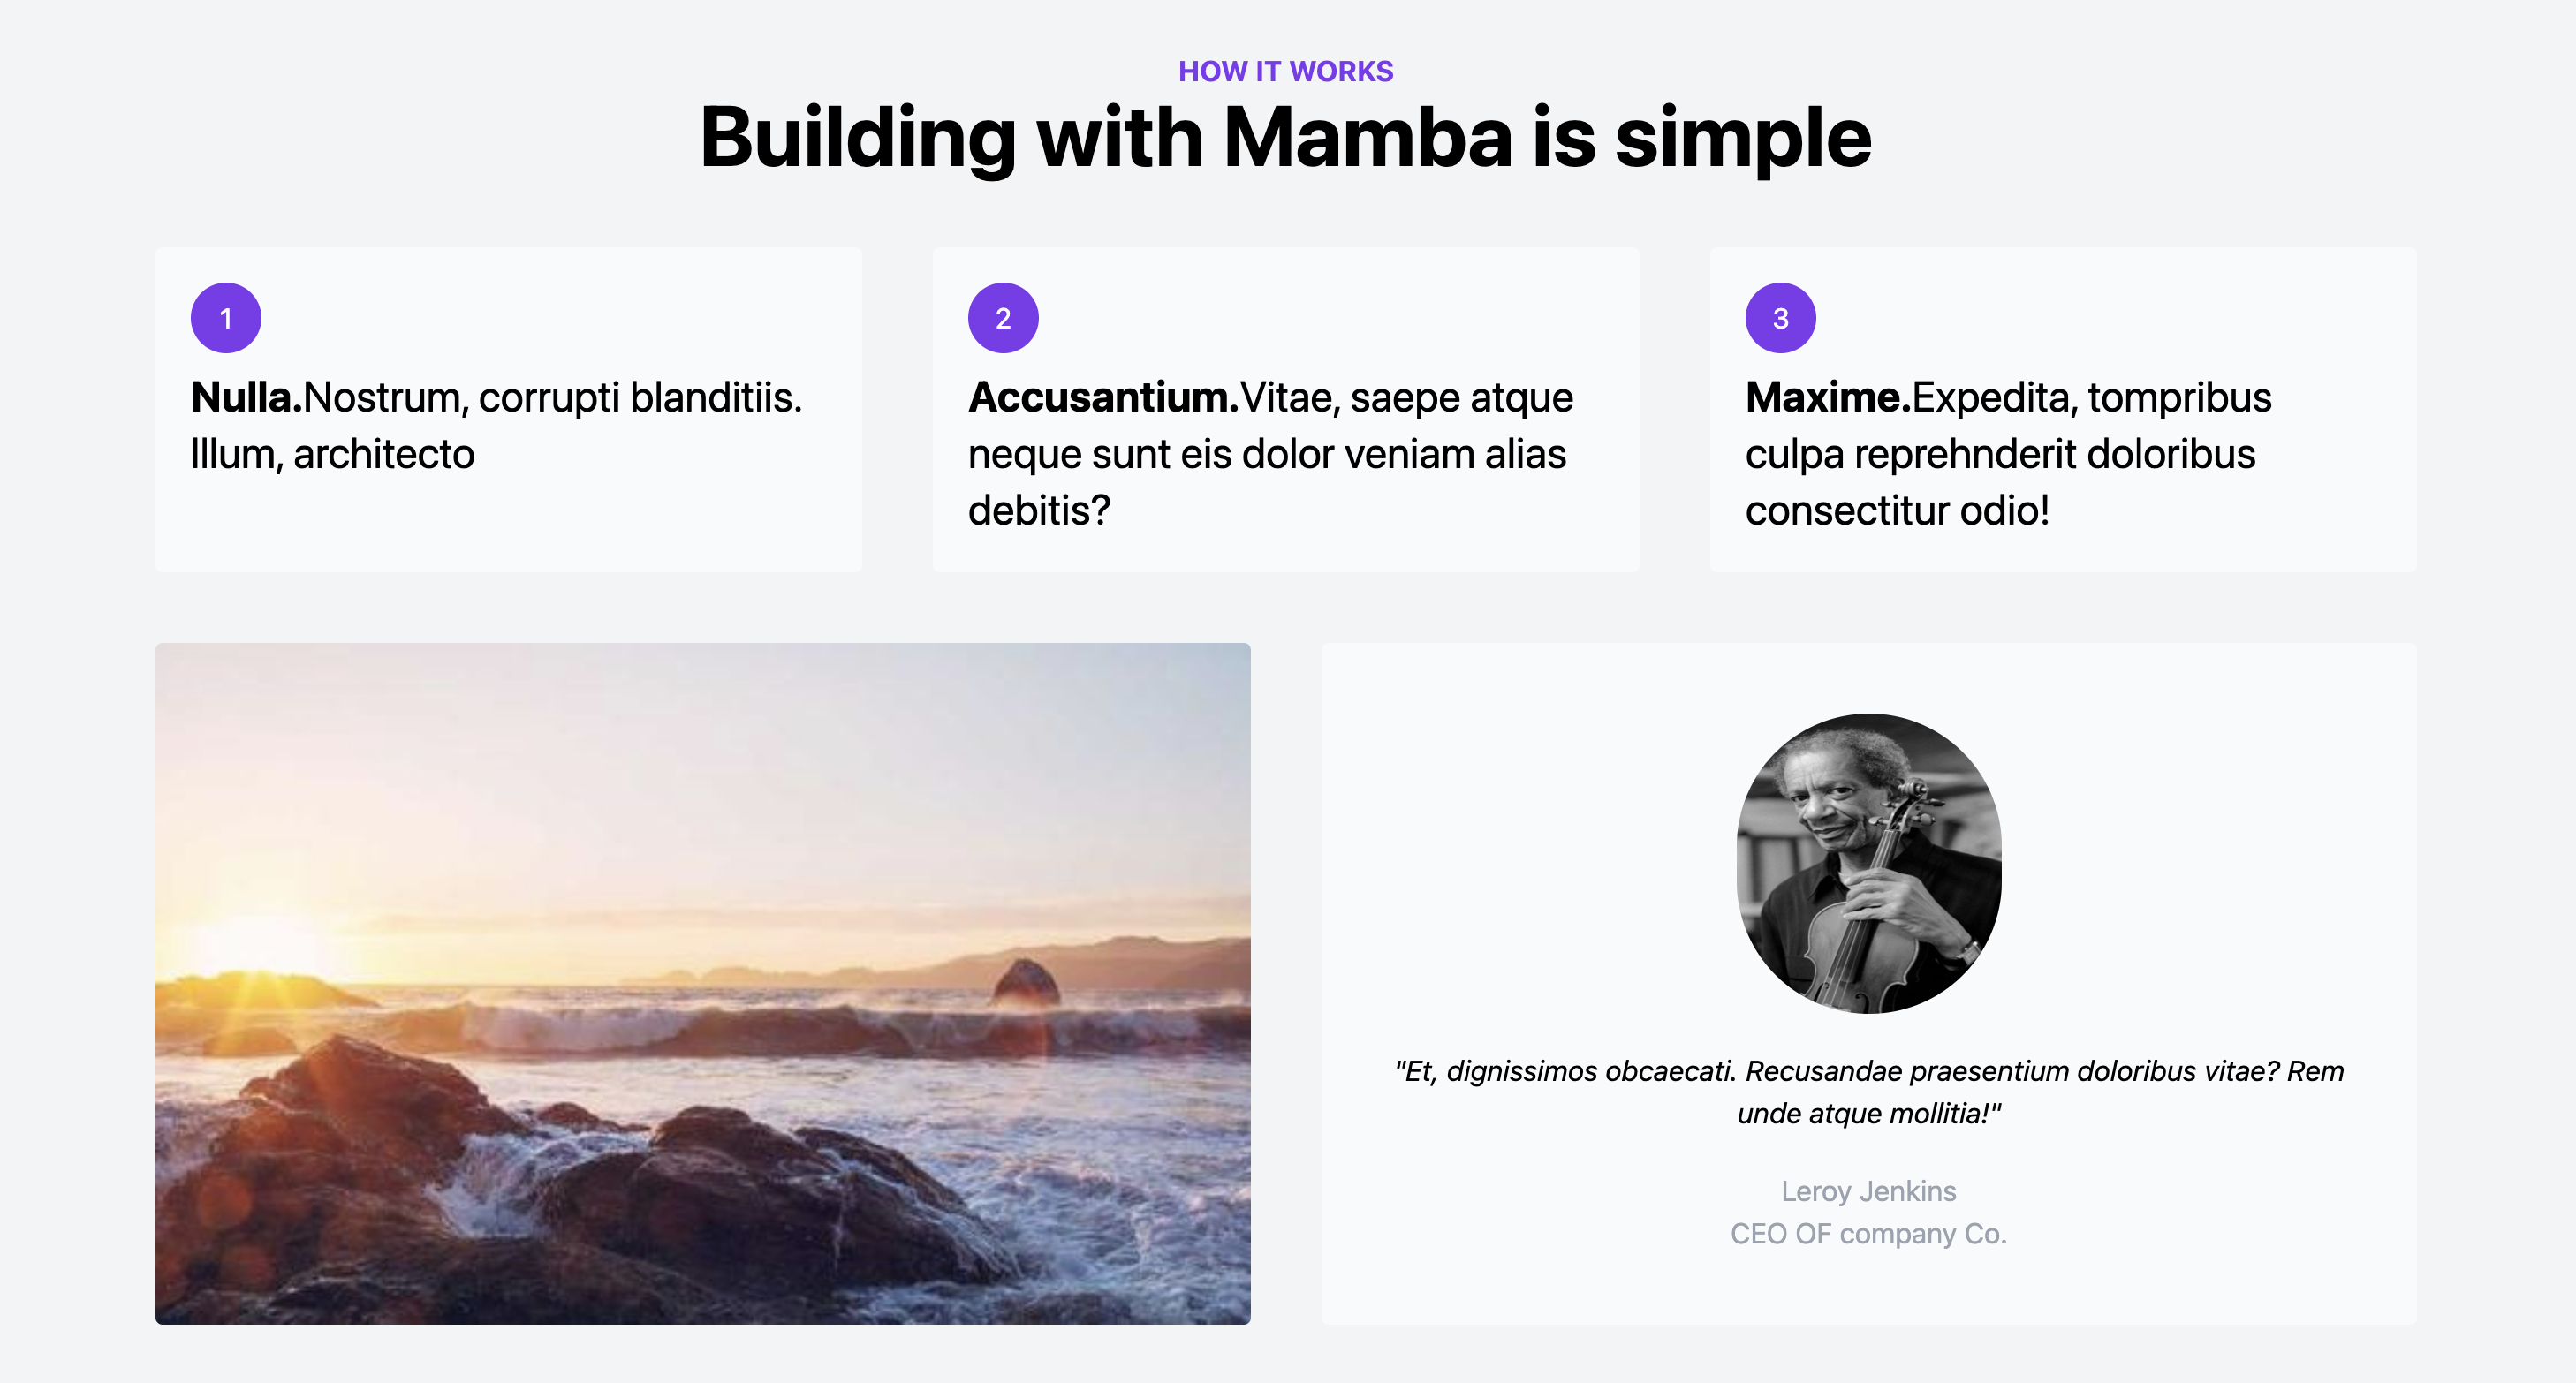 HOW IT WORKS
Building with Mamba is simple
1
Nulla.Nostrum, corrupti blanditiis.
Illum, architecto
2
Accusantium.Vitae, saepe atque
neque sunt eis dolor veniam alias
debitis?
3
Maxime.Expedita, tompribus
culpa reprehnderit doloribus
consectitur odio!
"Et, dignissimos obcaecati. Recusandae praesentium doloribus vitae? Rem
unde atque mollitia!"
Leroy Jenkins
CEO OF company Co.